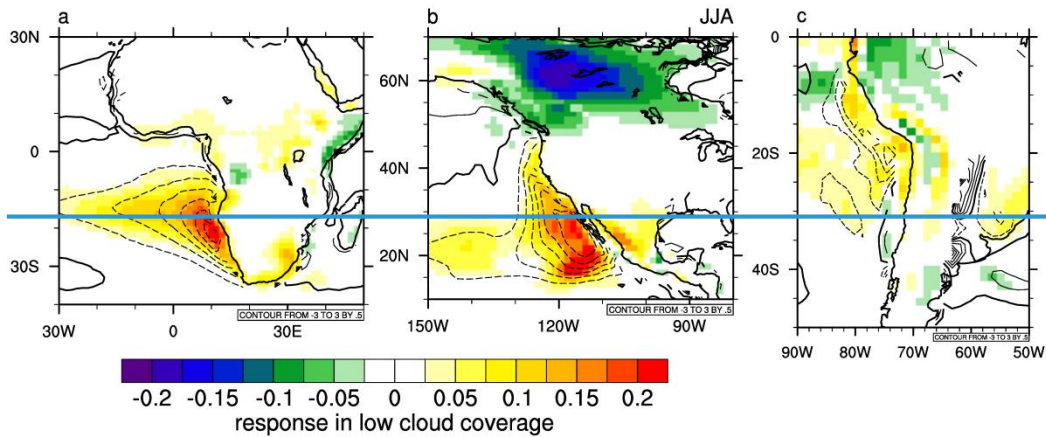 a b JJA c
30N
0
30S
30W 0 30E
CONTOUR FROM -3 TO 3 BY .5
60N
40N
20N
150W 120W 90W
CONTOUR FROM -3 TO 3 BY .5
0
20S
40S
90W 80W 70W 60W 50W
CONTOUR FROM -3 TO 3 BY .5
-0.2 -0.15 -0.1 -0.05 0 0.05 0.1 0.15 0.2
response in low cloud coverage